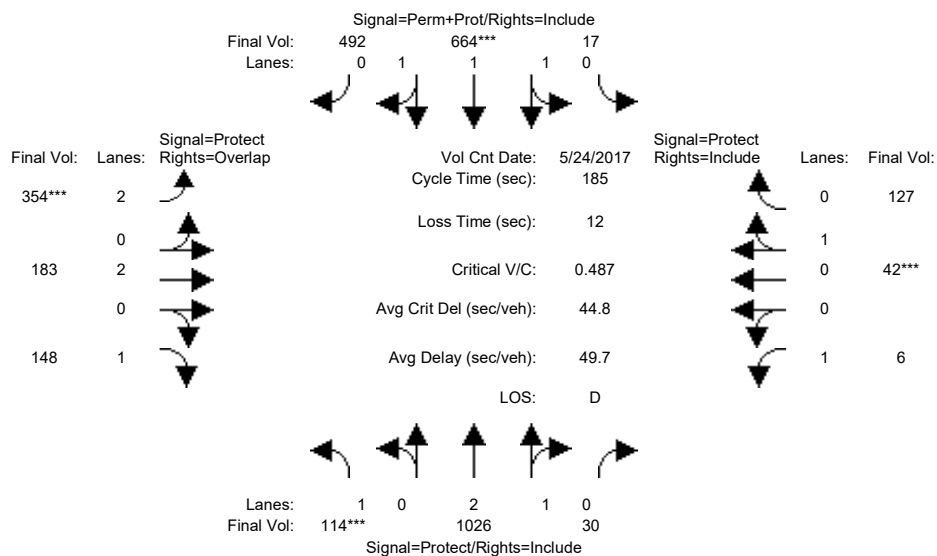 Signal=Perm+Prot/Rights=Include
Final Vol: 492 664*** 17
Lanes: 0 1 1 1 0
Signal=Protect
Final Vol: Lanes: Rights=Overlap
Vol Cnt Date: 5/24/2017
Signal=Protect
Rights=Include Lanes: Final Vol:
Cycle Time (sec): 185
354*** 2
0 127
Loss Time (sec): 12
0
1
183 2
Critical V/C: 0.487
0 42***
0
Avg Crit Del (sec/veh): 44.8
0
148 1
Avg Delay (sec/veh): 49.7
1 6
LOS: D
Lanes: 1 0 2 1 0
Final Vol: 114*** 1026 30
Signal=Protect/Rights=Include